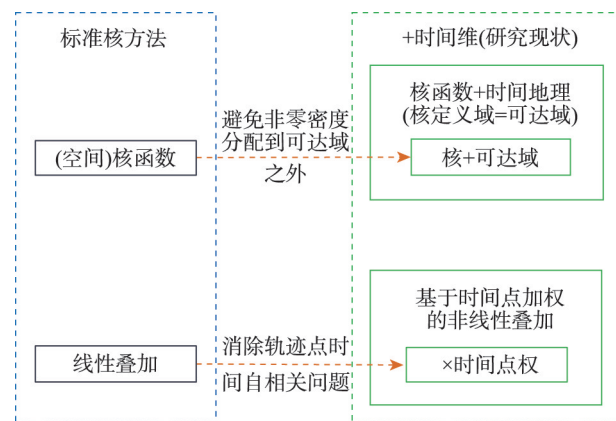 标准核方法
+时间维(研究现状)
核函数+时间地理
(核定义域=可达域)
避免非零密度
分配到可达域
之外
(空间)核函数
核+可达域
基于时间点加权
的非线性叠加
消除轨迹点时
间自相关问题
线性叠加
×时间点权